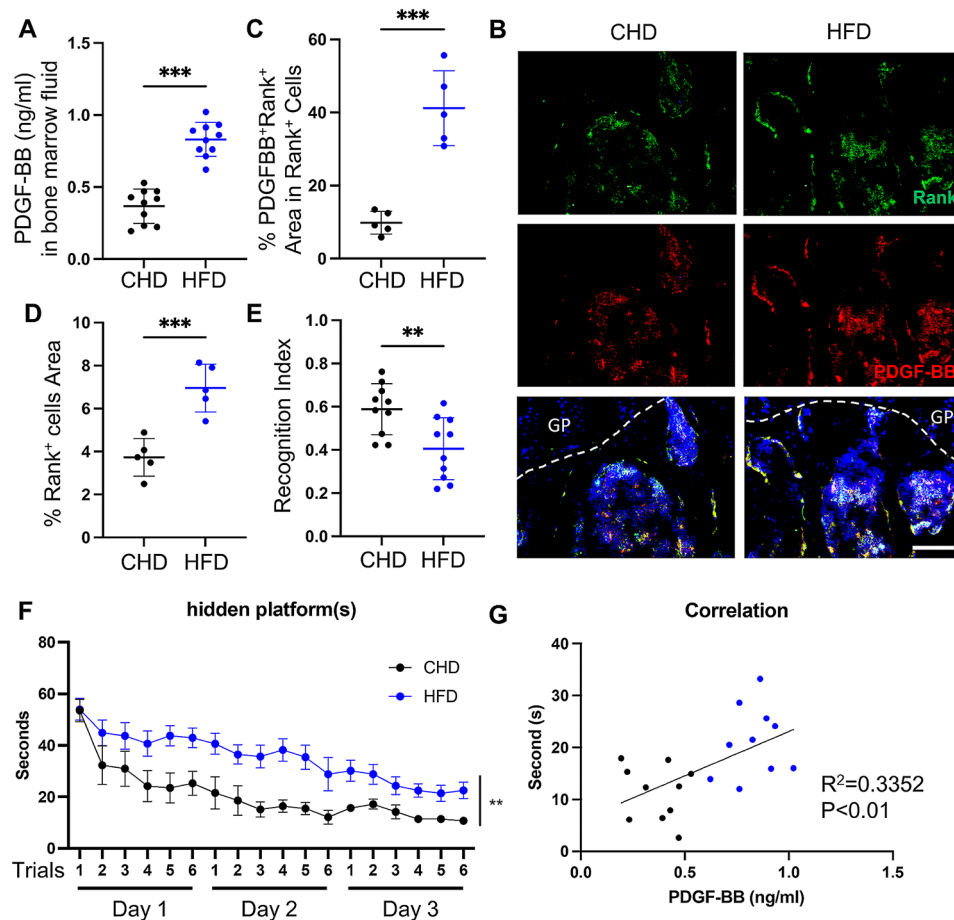 A
PDGF-BB (ng/ml)
in bone marrow fluid
1.5
1.0
0.5
0.0
***
CHD
HFD
C
% PDGFBB⁺Rank⁺
Area in Rank⁺ Cells
60
40
20
0
***
CHD
HFD
B
CHD
HFD
Rank
PDGF-BB
GP
GP
D
% Rank⁺ cells Area
10
8
6
4
2
0
***
CHD
HFD
E
Recognition Index
1.0
0.8
0.6
0.4
0.2
0.0
**
CHD
HFD
F
hidden platform(s)
Seconds
80
60
40
20
0
CHD
HFD
**
Trials 1 2 3 4 5 6 1 2 3 4 5 6 1 2 3 4 5 6
Day 1 Day 2 Day 3
G
Correlation
Second (s)
40
30
20
10
0
R²=0.3352
P<0.01
0.0 0.5 1.0 1.5
PDGF-BB (ng/ml)